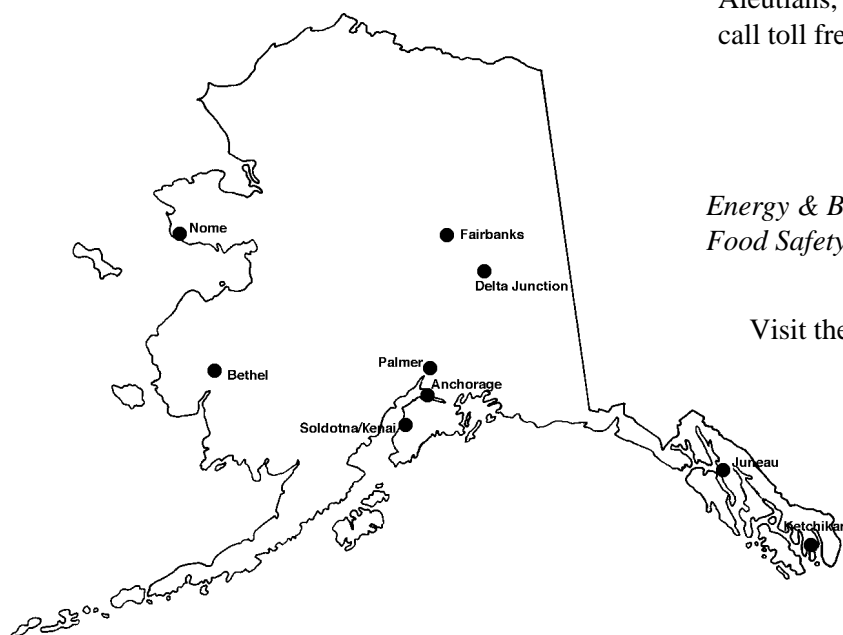 Aleutians,
call toll fre
Energy & B
Food Safety
Visit the
Nome
Fairbanks
Delta Junction
Palmer
Bethel
Anchorage
Soldotna/Kenai
Juneau
Ketchikan